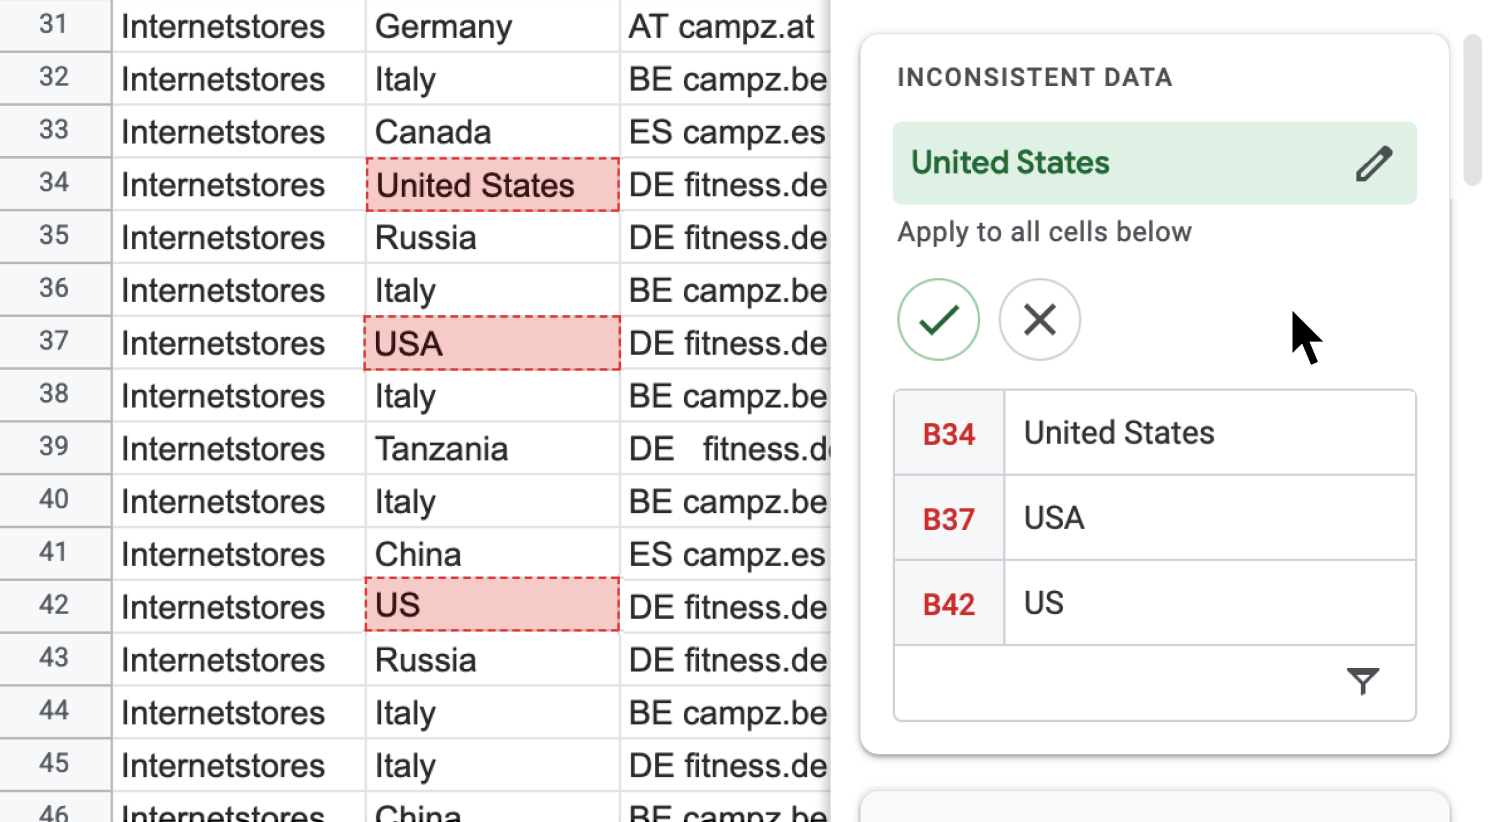 31 Internetstores Germany AT campz.at
32 Internetstores Italy BE campz.be
33 Internetstores Canada ES campz.es
34 Internetstores United States DE fitness.de
35 Internetstores Russia DE fitness.de
36 Internetstores Italy BE campz.be
37 Internetstores USA DE fitness.de
38 Internetstores Italy BE campz.be
39 Internetstores Tanzania DE fitness.d
40 Internetstores Italy BE campz.be
41 Internetstores China ES campz.es
42 Internetstores US DE fitness.de
43 Internetstores Russia DE fitness.de
44 Internetstores Italy BE campz.be
45 Internetstores Italy DE fitness.de
46 Internetstores China BE campz.be
INCONSISTENT DATA
United States
Apply to all cells below
B34 United States
B37 USA
B42 US